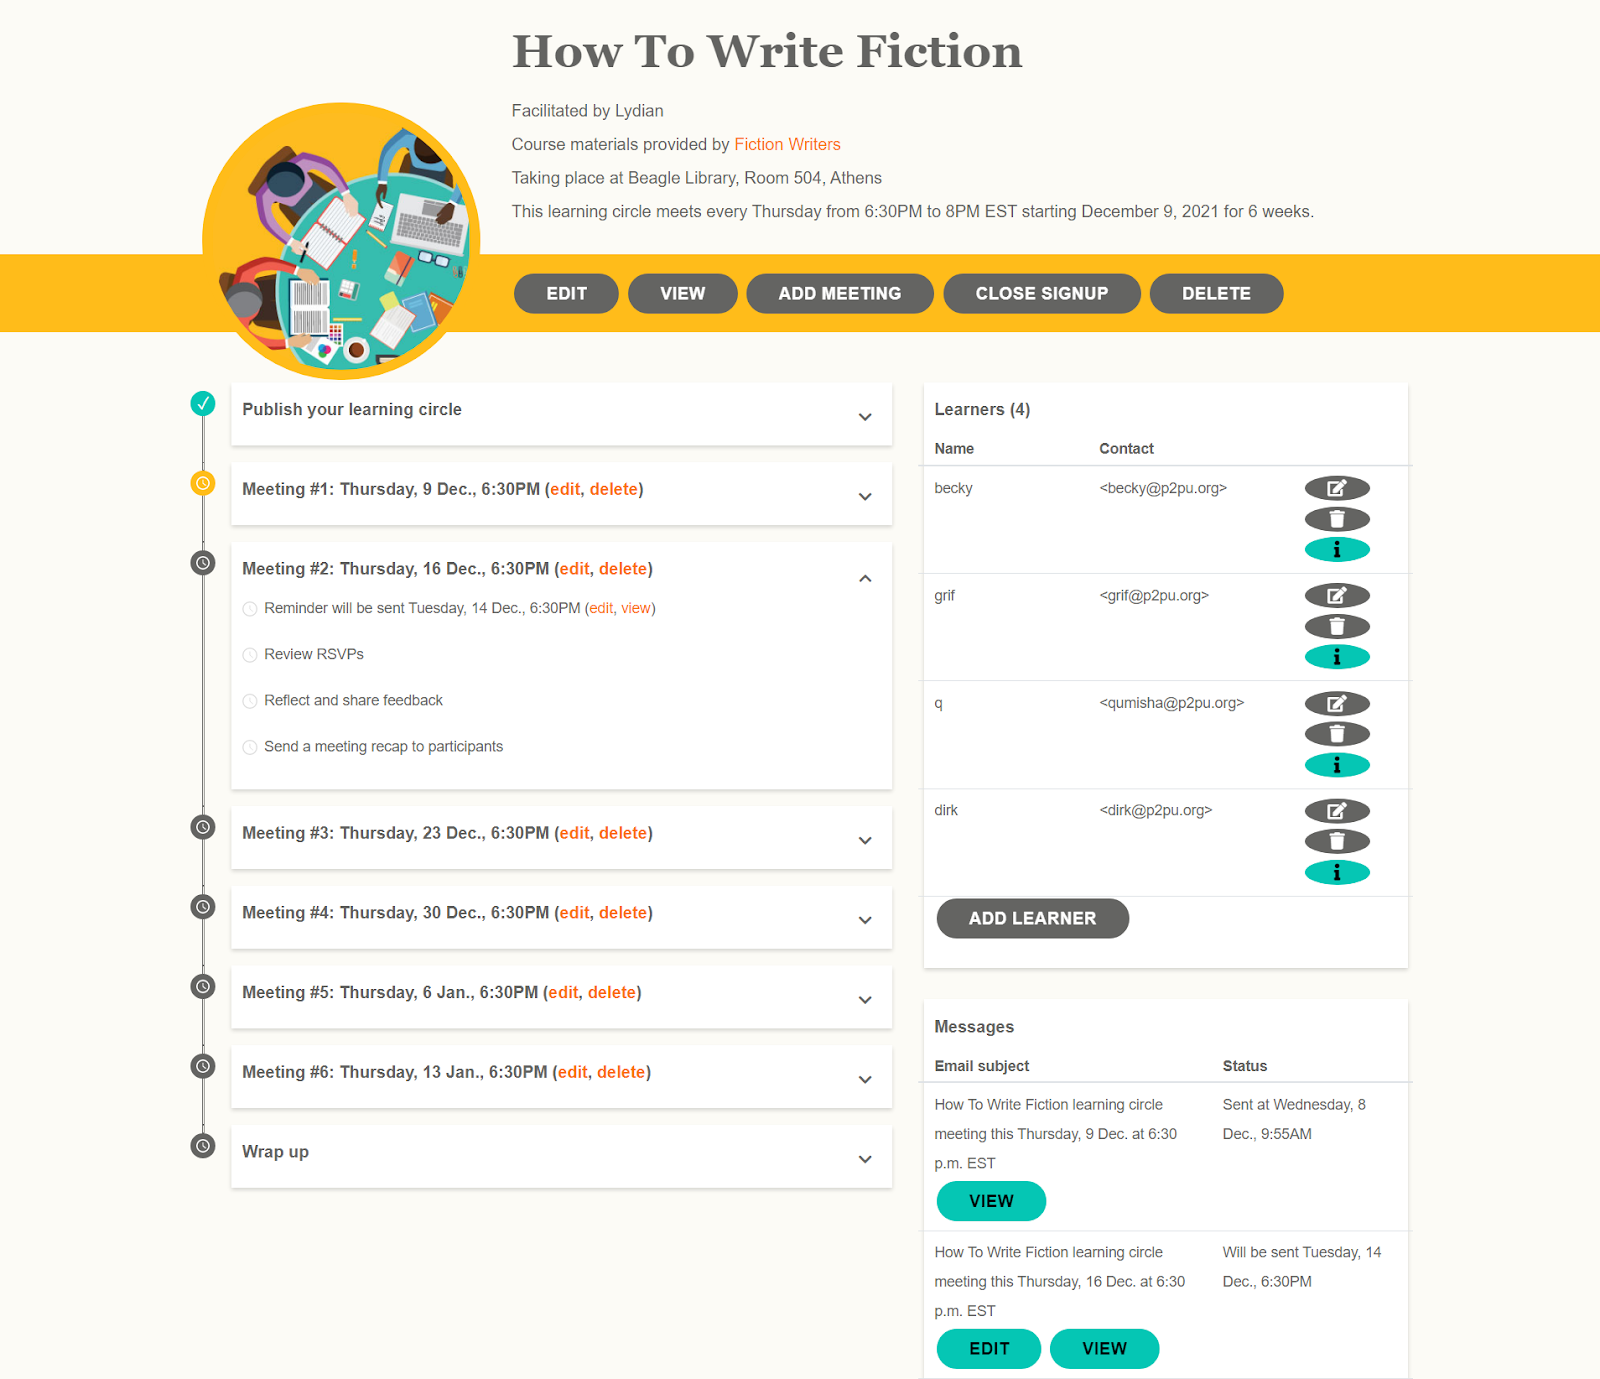 How To Write Fiction
Facilitated by Lydian
Course materials provided by Fiction Writers
Taking place at Beagle Library, Room 504, Athens
This learning circle meets every Thursday from 6:30PM to 8PM EST starting December 9, 2021 for 6 weeks.
EDIT VIEW ADD MEETING CLOSE SIGNUP DELETE
Publish your learning circle
Meeting #1: Thursday, 9 Dec., 6:30PM (edit, delete)
Meeting #2: Thursday, 16 Dec., 6:30PM (edit, delete)
Reminder will be sent Tuesday, 14 Dec., 6:30PM (edit, view)
Review RSVPs
Reflect and share feedback
Send a meeting recap to participants
Meeting #3: Thursday, 23 Dec., 6:30PM (edit, delete)
Meeting #4: Thursday, 30 Dec., 6:30PM (edit, delete)
Meeting #5: Thursday, 6 Jan., 6:30PM (edit, delete)
Meeting #6: Thursday, 13 Jan., 6:30PM (edit, delete)
Wrap up
Learners (4)
Name Contact
becky <becky@p2pu.org>
grif <grif@p2pu.org>
q <qumisha@p2pu.org>
dirk <dirk@p2pu.org>
ADD LEARNER
Messages
Email subject Status
How To Write Fiction learning circle Sent at Wednesday, 8
meeting this Thursday, 9 Dec. at 6:30 Dec., 9:55AM
p.m. EST
VIEW
How To Write Fiction learning circle Will be sent Tuesday, 14
meeting this Thursday, 16 Dec. at 6:30 Dec., 6:30PM
p.m. EST
EDIT VIEW